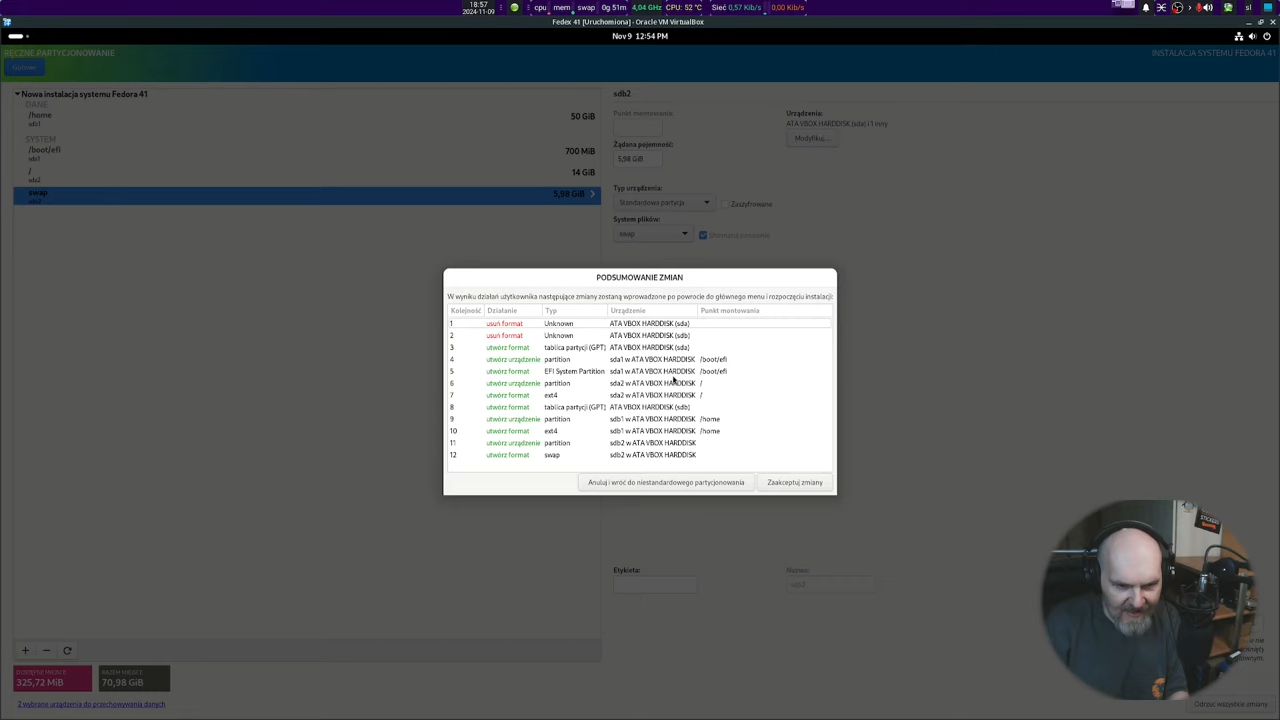 18:57
2024-11-09
cpu
mem
swap
0g 51m
4,04 GHz
CPU: 52 °C
Sieć 0,57 Kib/s
0,00 Kib/s
sl
Fedex 41 [Uruchomiona] - Oracle VM VirtualBox
Nov 9 12:54 PM
RĘCZNE PARTYCJONOWANIE
INSTALACJA SYSTEMU FEDORA 41
Gotowe
Nowa instalacja systemu Fedora 41
DANE
/home
50 GiB
sdb1
SYSTEM
/boot/efi
700 MiB
sda1
/
14 GiB
sda2
swap
5,98 GiB
sdb2
sdb2
Punkt montowania:
Urządzenia:
ATA VBOX HARDDISK (sda) i 1 inny
Modyfikuj...
Żądana pojemność:
5,98 GiB
Typ urządzenia:
Standardowa partycja
Zaszyfrowane
System plików:
swap
PODSUMOWANIE ZMIAN
W wyniku działań użytkownika następujące zmiany zostaną wprowadzone po powrocie do głównego menu i rozpoczęciu instalacji:
Kolejność Działanie Typ Urządzenie Punkt montowania
1 usuń format Unknown ATA VBOX HARDDISK (sda)
2 usuń format Unknown ATA VBOX HARDDISK (sdb)
3 utwórz format tablica partycji (GPT) ATA VBOX HARDDISK (sda)
4 utwórz urządzenie partition sda1 w ATA VBOX HARDDISK /boot/efi
5 utwórz format EFI System Partition sda1 w ATA VBOX HARDDISK /boot/efi
6 utwórz urządzenie partition sda2 w ATA VBOX HARDDISK /
7 utwórz format ext4 sda2 w ATA VBOX HARDDISK /
8 utwórz format tablica partycji (GPT) ATA VBOX HARDDISK (sdb)
9 utwórz urządzenie partition sdb1 w ATA VBOX HARDDISK /home
10 utwórz format ext4 sdb1 w ATA VBOX HARDDISK /home
11 utwórz urządzenie partition sdb2 w ATA VBOX HARDDISK
12 utwórz format swap sdb2 w ATA VBOX HARDDISK
Anuluj i wróć do niestandardowego partycjonowania
Zaakceptuj zmiany
Etykieta:
Nazwa:
sdb2
DOSTĘPNE MIEJSCE
325,72 MiB
RAZEM MIEJSCE
70,98 GiB
2 wybrane urządzenia do przechowywania danych
Odrzuć wszystkie zmiany